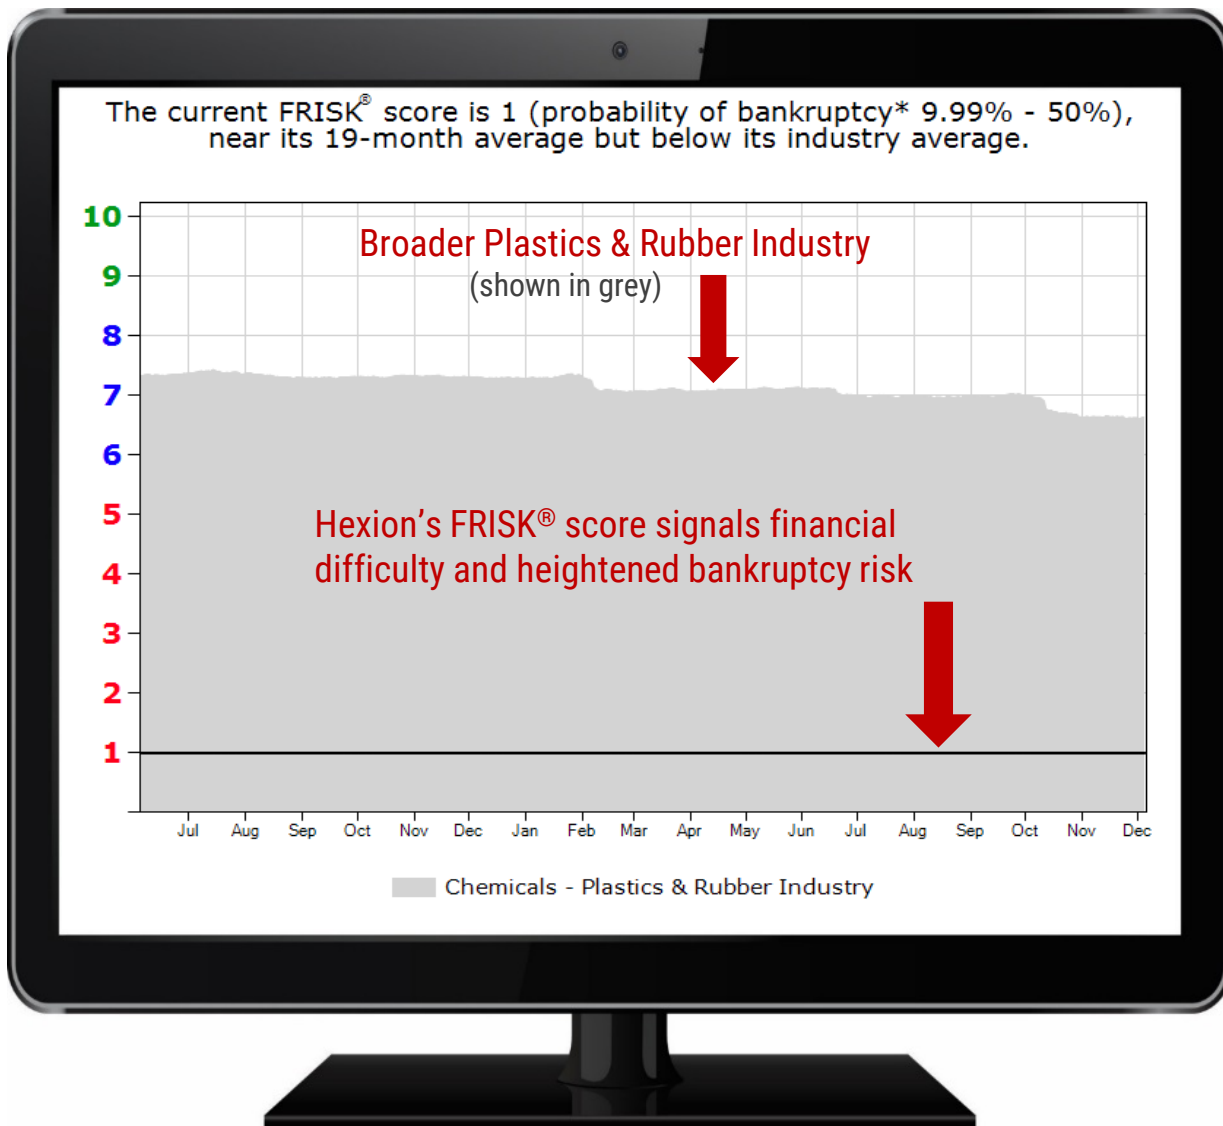 The current FRISK® score is 1 (probability of bankruptcy* 9.99% - 50%),
near its 19-month average but below its industry average.
10
Broader Plastics & Rubber Industry
9
(shown in grey)
8
7
6
5
Hexion’s FRISK® score signals financial
difficulty and heightened bankruptcy risk
4
3
2
1
Jul Aug Sep Oct Nov Dec Jan Feb Mar Apr May Jun Jul Aug Sep Oct Nov Dec
Chemicals - Plastics & Rubber Industry